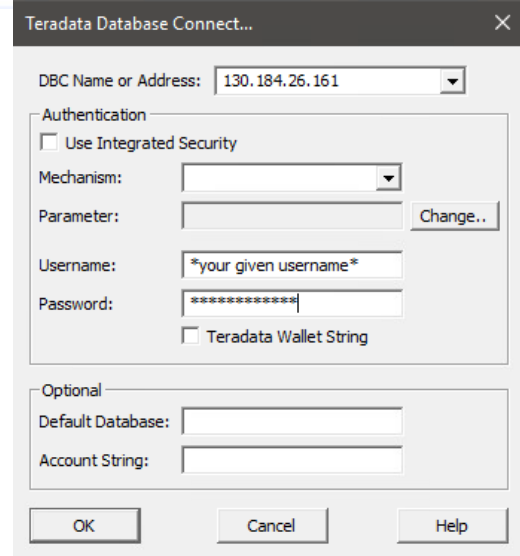 Teradata Database Connect...
DBC Name or Address: 130.184.26.161
Authentication
Use Integrated Security
Mechanism:
Parameter: Change..
Username: *your given username*
Password: ************
Teradata Wallet String
Optional
Default Database:
Account String:
OK Cancel Help